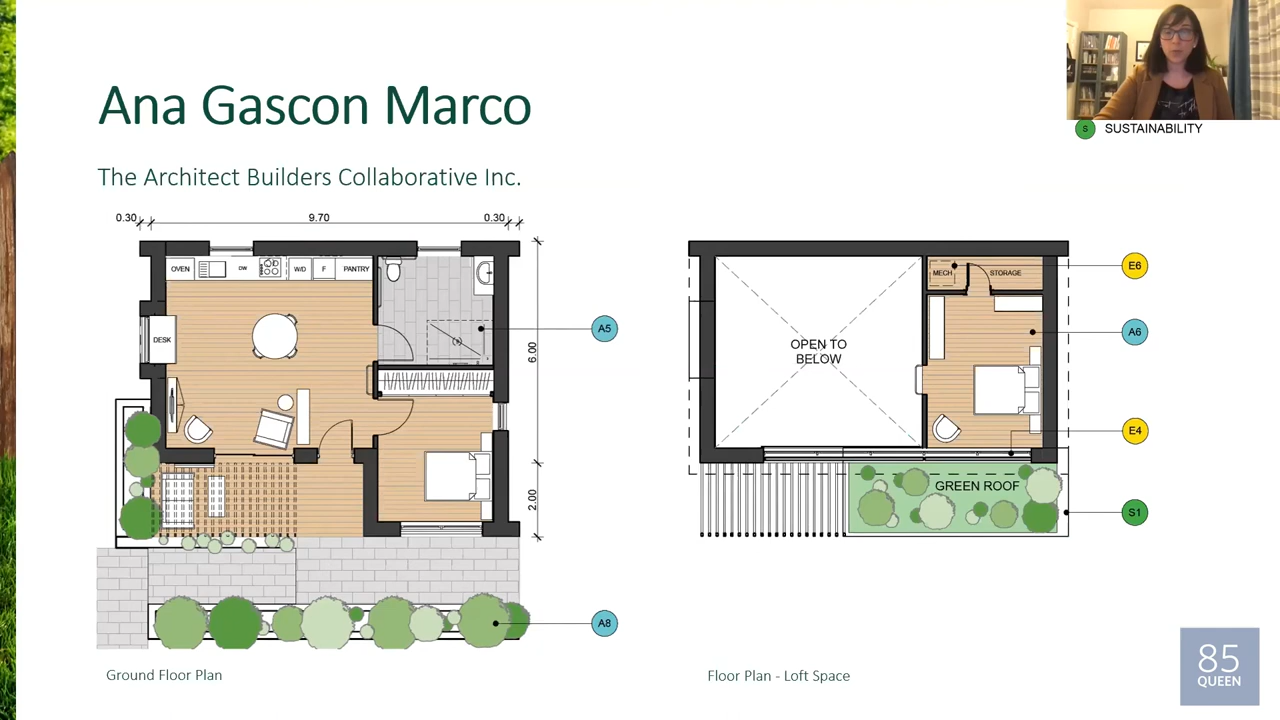 Ana Gascon Marco
S SUSTAINABILITY
The Architect Builders Collaborative Inc.
0.30 9.70 0.30
OVEN DW W/D F PANTRY
DESK
A5
6.00
2.00
A8
Ground Floor Plan
MECH STORAGE
E6
OPEN TO
BELOW
A6
E4
GREEN ROOF
S1
Floor Plan - Loft Space
85
QUEEN